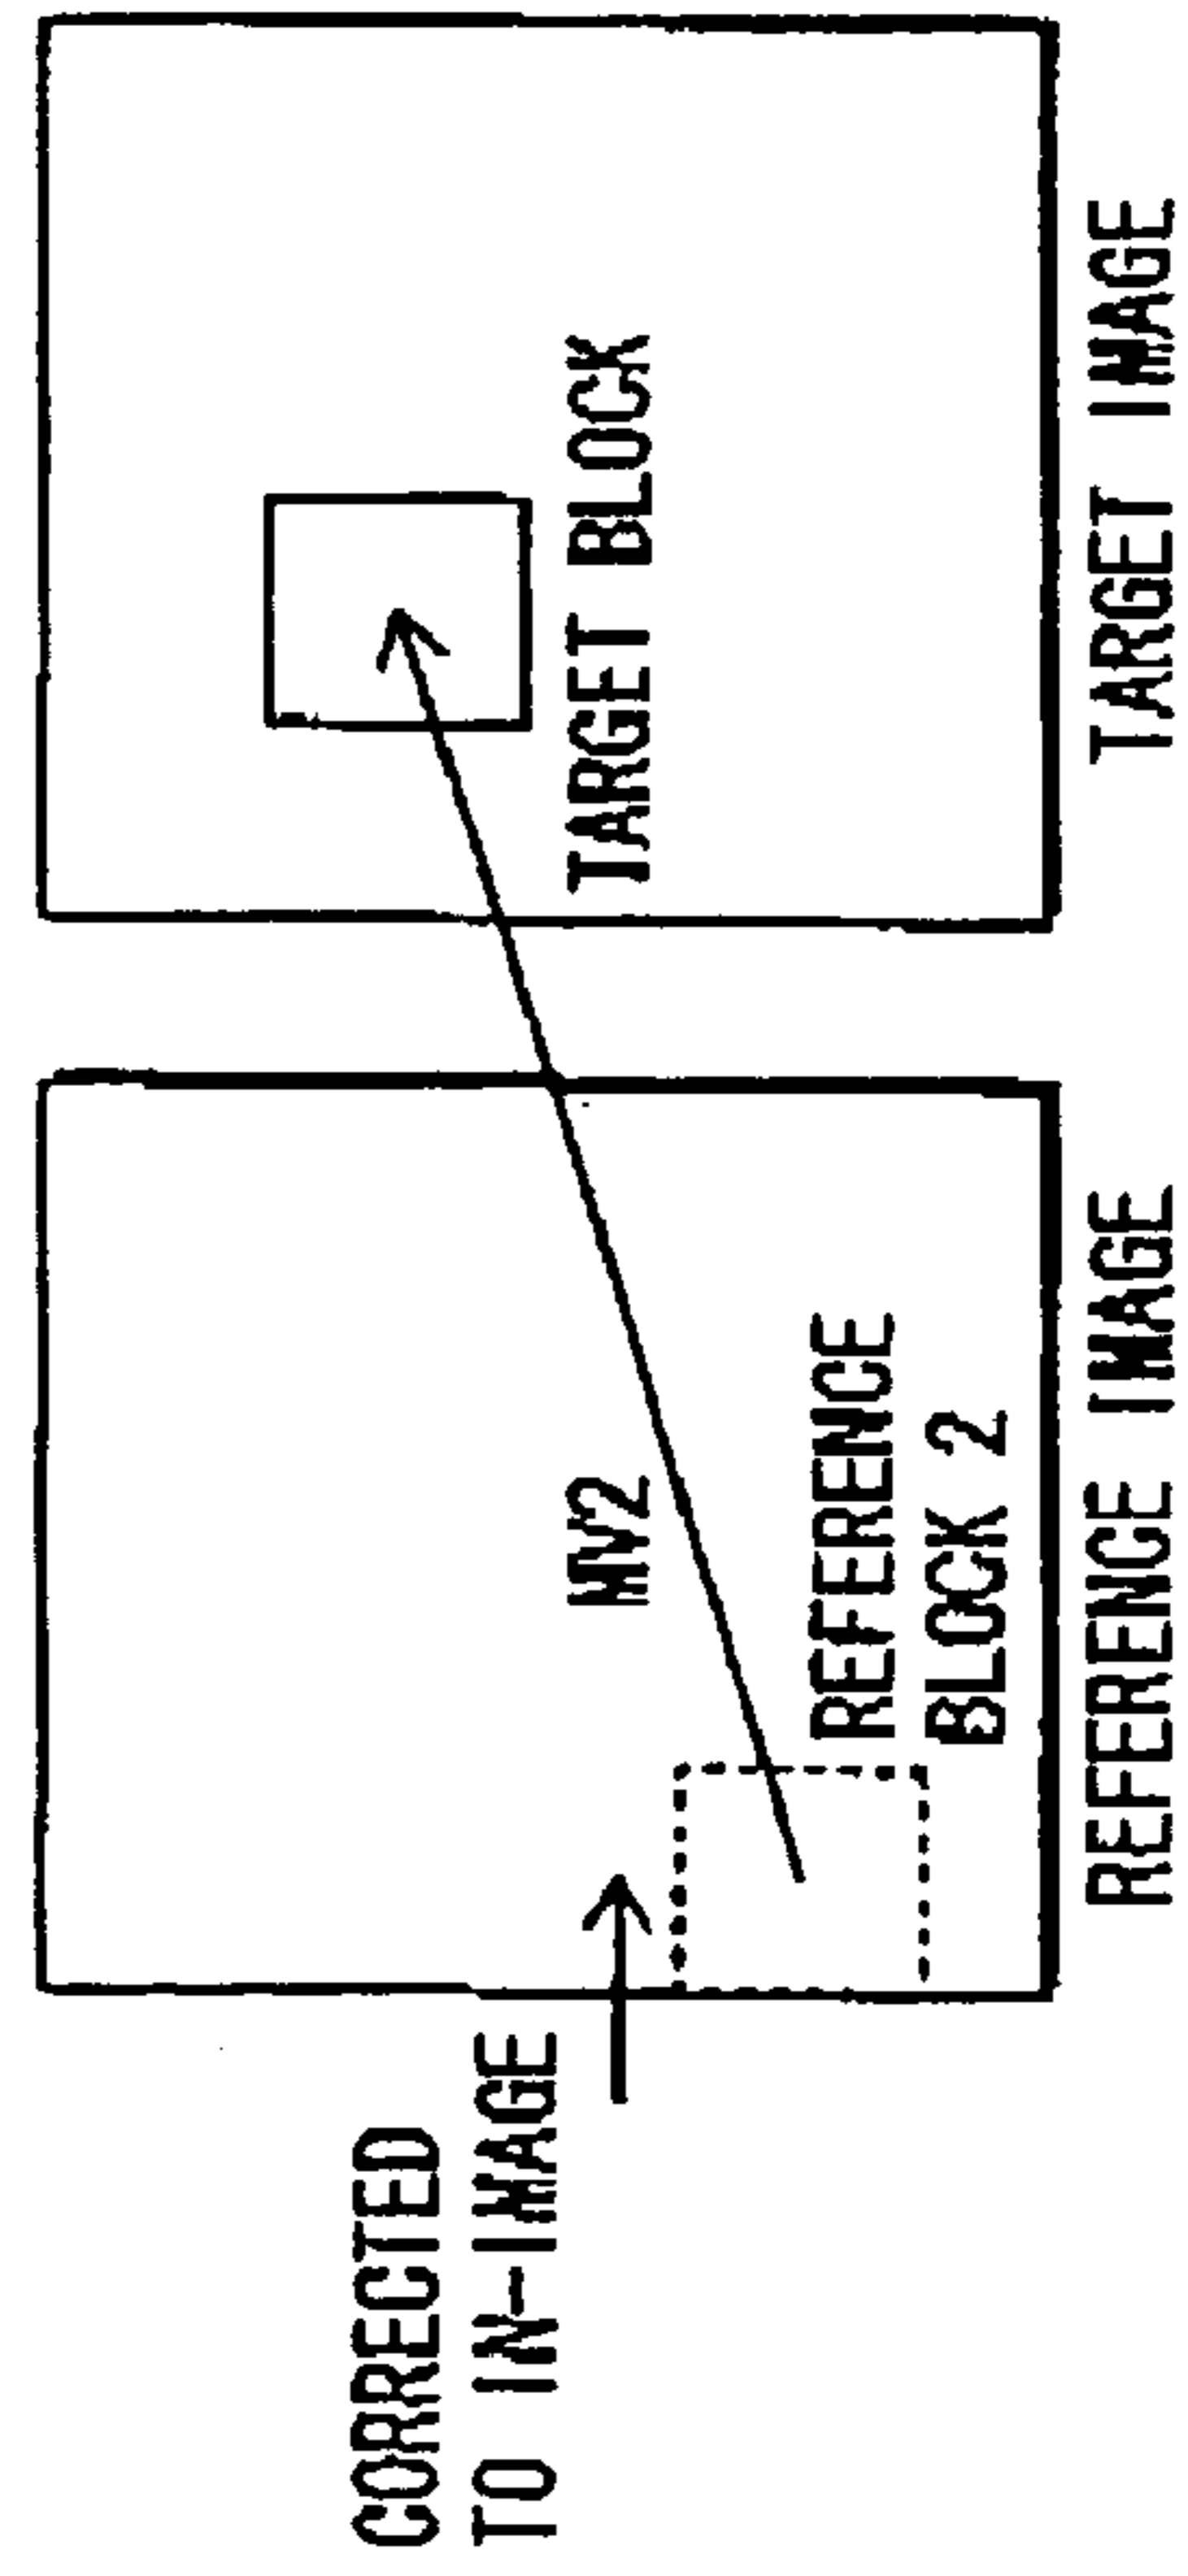 CORRECTED
TO IN-IMAGE
MV2
REFERENCE
BLOCK 2
REFERENCE IMAGE
TARGET BLOCK
TARGET IMAGE